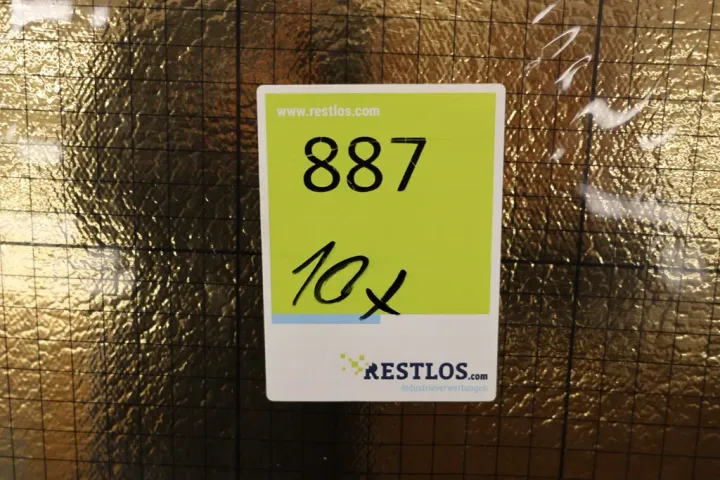 www.restlos.com
887
10x
RESTLOS.com
industrieverwertungen